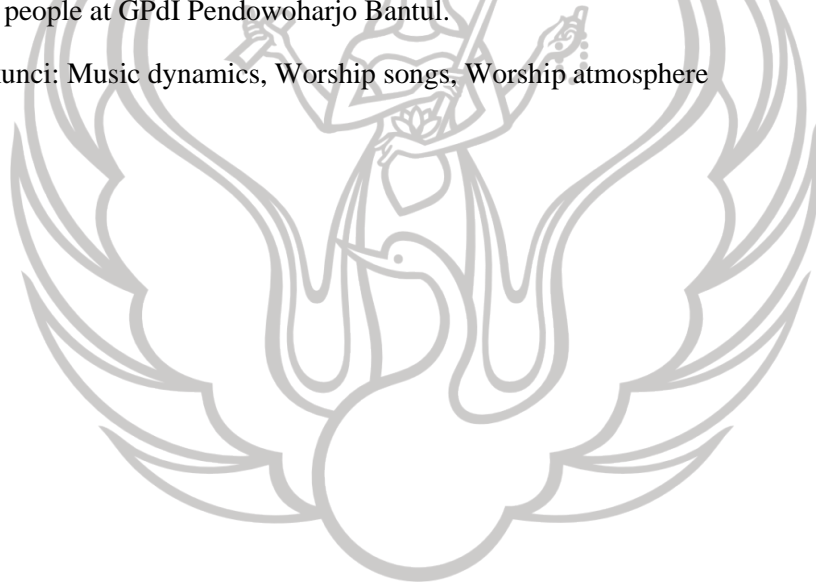 people at GPdI Pendowoharjo Bantul.
unci: Music dynamics, Worship songs, Worship atmosphere